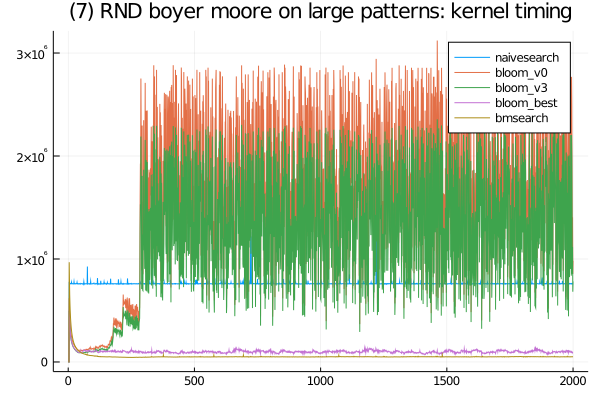 (7) RND boyer moore on large patterns: kernel timing
3×10⁶
2×10⁶
1×10⁶
0
naivesearch
bloom_v0
bloom_v3
bloom_best
bmsearch
0 500 1000 1500 2000